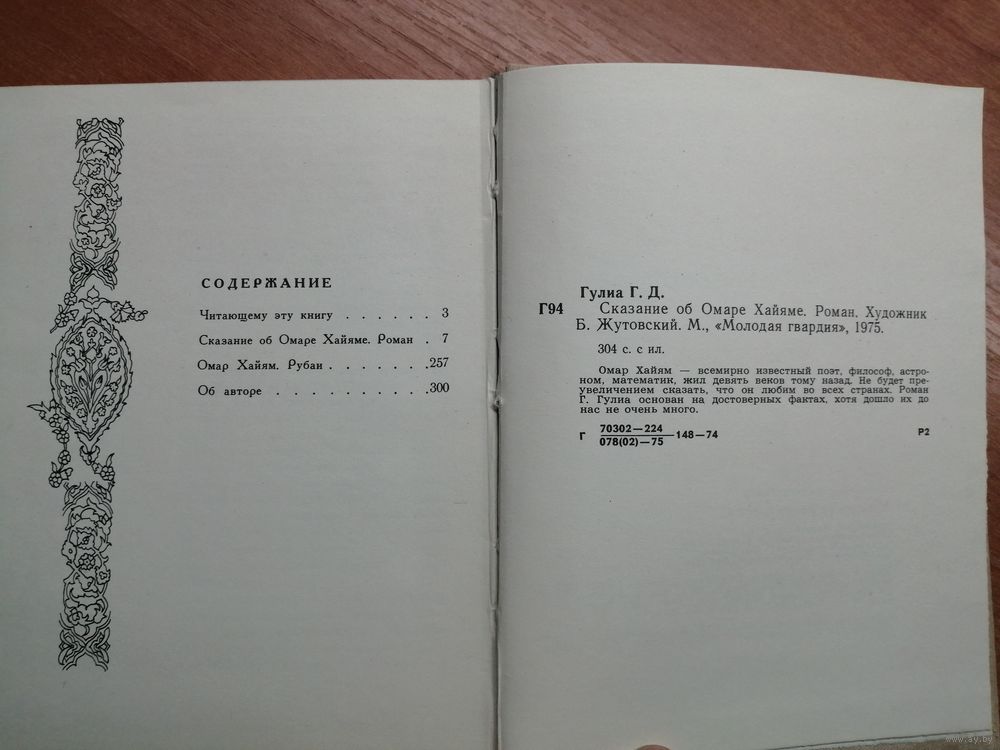 СОДЕРЖАНИЕ
Читающему эту книгу . . . . . . 3
Сказание об Омаре Хайяме. Роман . 7
Омар Хайям. Рубаи . . . . . . . 257
Об авторе . . . . . . . . . . 300
Гулиа Г. Д.
Г94 Сказание об Омаре Хайяме. Роман. Художник
Б. Жутовский. М., «Молодая гвардия», 1975.
304 с. с ил.
Омар Хайям — всемирно известный поэт, философ, астро-
ном, математик, жил девять веков тому назад. Не будет пре-
увеличением сказать, что он любим во всех странах. Роман
Г. Гулиа основан на достоверных фактах, хотя дошло их до
нас не очень много.
70302—224
Г 148—74 Р2
078(02)—75
www.ay.by